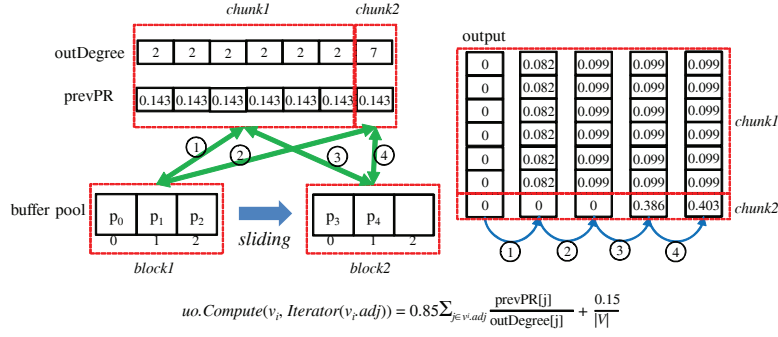 chunk1 chunk2
outDegree 2 2 2 2 2 2 7
prevPR 0.143 0.143 0.143 0.143 0.143 0.143 0.143
1 2 3 4
buffer pool p0 p1 p2 sliding p3 p4
0 1 2 0 1 2
block1 block2
output
0 0.082 0.099 0.099 0.099
0 0.082 0.099 0.099 0.099
0 0.082 0.099 0.099 0.099
0 0.082 0.099 0.099 0.099
0 0.082 0.099 0.099 0.099
0 0.082 0.099 0.099 0.099
chunk1
0 0 0 0.386 0.403 chunk2
1 2 3 4
uo.Compute(vi, Iterator(vi.adj)) = 0.85∑j∈vi.adj prevPR[j]/outDegree[j] + 0.15/|V|